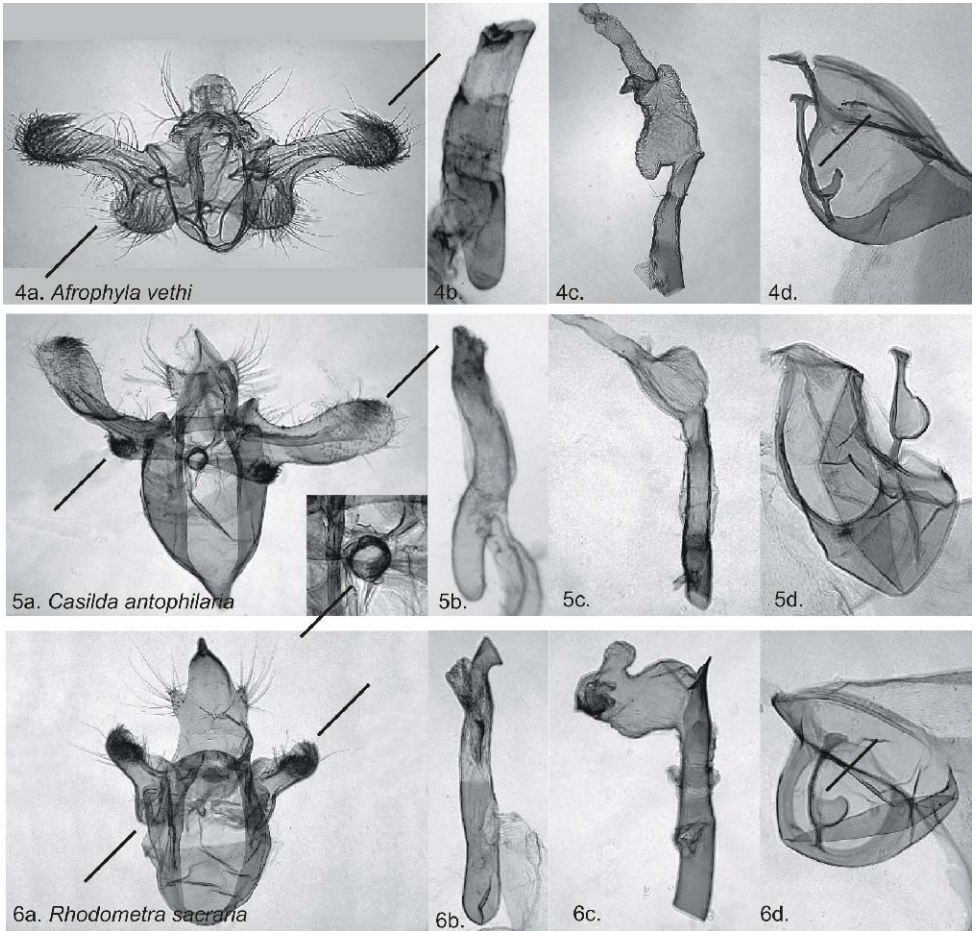 4a. Afrophyla vethi
4b.
4c.
4d.
5a. Casilda antophilaria
5b.
5c.
5d.
6a. Rhodometra sacraria
6b.
6c.
6d.